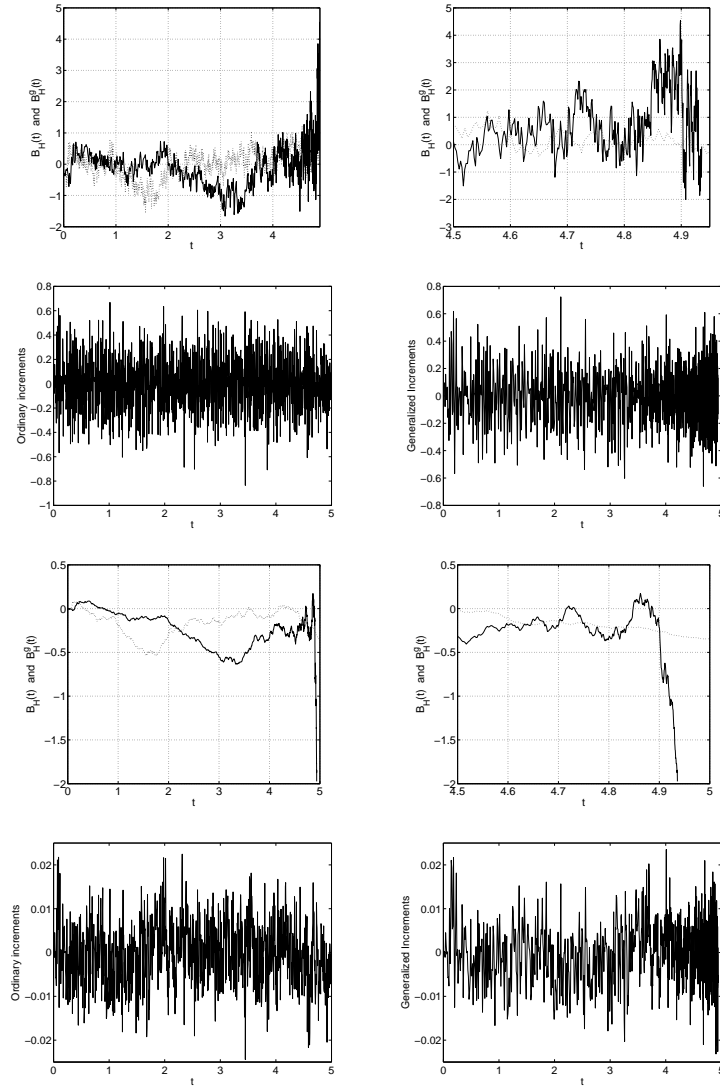 5
4
3
2
1
0
−1
−2
0 1 2 3 4
t
B_H(t) and B_H^g(t)
5
4
3
2
1
0
−1
−2
−3
4.5 4.6 4.7 4.8 4.9
t
B_H(t) and B_H^g(t)
0.8
0.6
0.4
0.2
0
−0.2
−0.4
−0.6
−0.8
−1
0 1 2 3 4 5
t
Ordinary increments
0.8
0.6
0.4
0.2
0
−0.2
−0.4
−0.6
−0.8
0 1 2 3 4 5
t
Generalized Increments
0.5
0
−0.5
−1
−1.5
−2
0 1 2 3 4 5
t
B_H(t) and B_H^g(t)
0.5
0
−0.5
−1
−1.5
−2
4.5 4.6 4.7 4.8 4.9 5
t
B_H(t) and B_H^g(t)
0.02
0.01
0
−0.01
−0.02
0 1 2 3 4 5
t
Ordinary increments
0.02
0.01
0
−0.01
−0.02
0 1 2 3 4 5
t
Generalized Increments